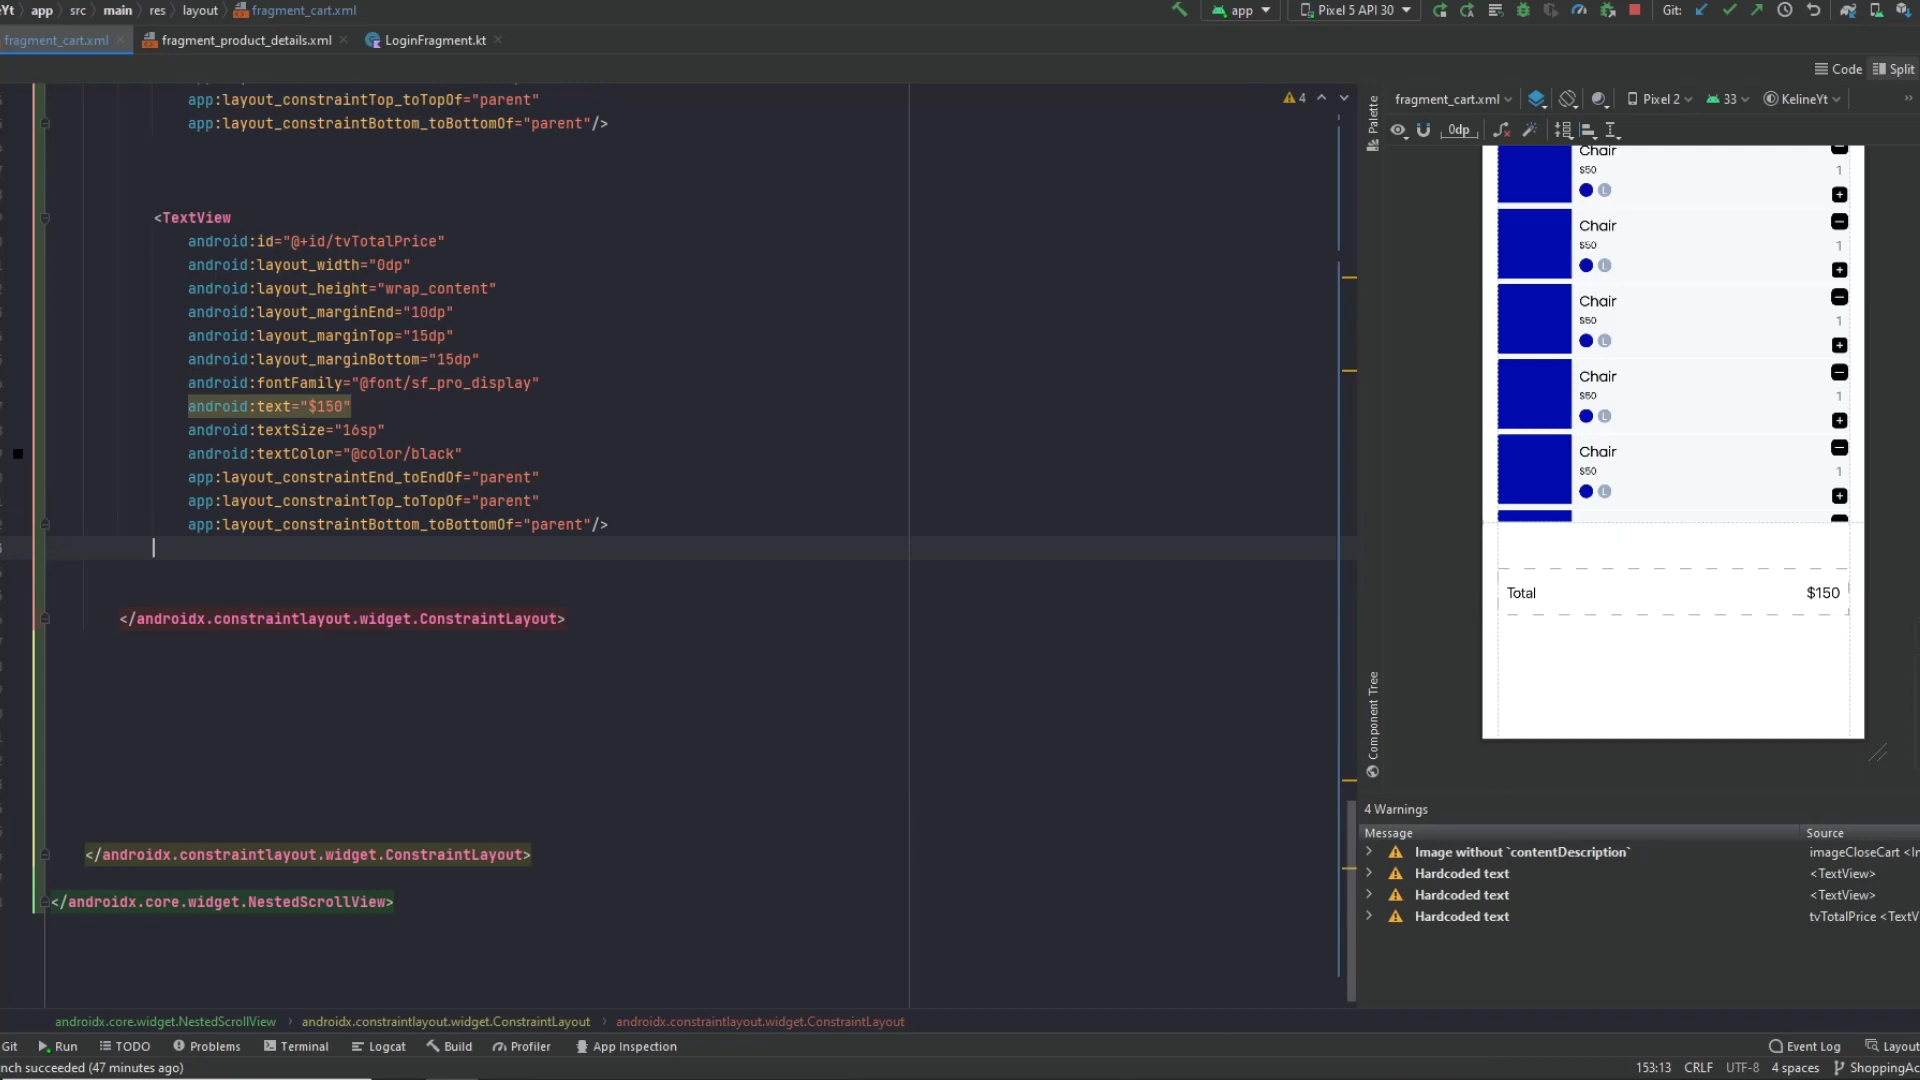 eYt app src main res layout fragment_cart.xml
app Pixel 5 API 30 Git:
fragment_cart.xml fragment_product_details.xml LoginFragment.kt
Code Split
app:layout_constraintTop_toTopOf="parent"
app:layout_constraintBottom_toBottomOf="parent"/>
<TextView
android:id="@+id/tvTotalPrice"
android:layout_width="0dp"
android:layout_height="wrap_content"
android:layout_marginEnd="10dp"
android:layout_marginTop="15dp"
android:layout_marginBottom="15dp"
android:fontFamily="@font/sf_pro_display"
android:text="$150"
android:textSize="16sp"
android:textColor="@color/black"
app:layout_constraintEnd_toEndOf="parent"
app:layout_constraintTop_toTopOf="parent"
app:layout_constraintBottom_toBottomOf="parent"/>
</androidx.constraintlayout.widget.ConstraintLayout>
</androidx.constraintlayout.widget.ConstraintLayout>
</androidx.core.widget.NestedScrollView>
4
Palette
Component Tree
fragment_cart.xml Pixel 2 33 KelineYt
0dp
Chair
$50
L
1
Chair
$50
L
1
Chair
$50
L
1
Chair
$50
L
1
Chair
$50
L
1
Total $150
4 Warnings
Message Source
Image without `contentDescription` imageCloseCart <Ir
Hardcoded text <TextView>
Hardcoded text <TextView>
Hardcoded text tvTotalPrice <TextV
androidx.core.widget.NestedScrollView androidx.constraintlayout.widget.ConstraintLayout androidx.constraintlayout.widget.ConstraintLayout
Git Run TODO Problems Terminal Logcat Build Profiler App Inspection Event Log Layout
nch succeeded (47 minutes ago) 153:13 CRLF UTF-8 4 spaces ShoppingAc